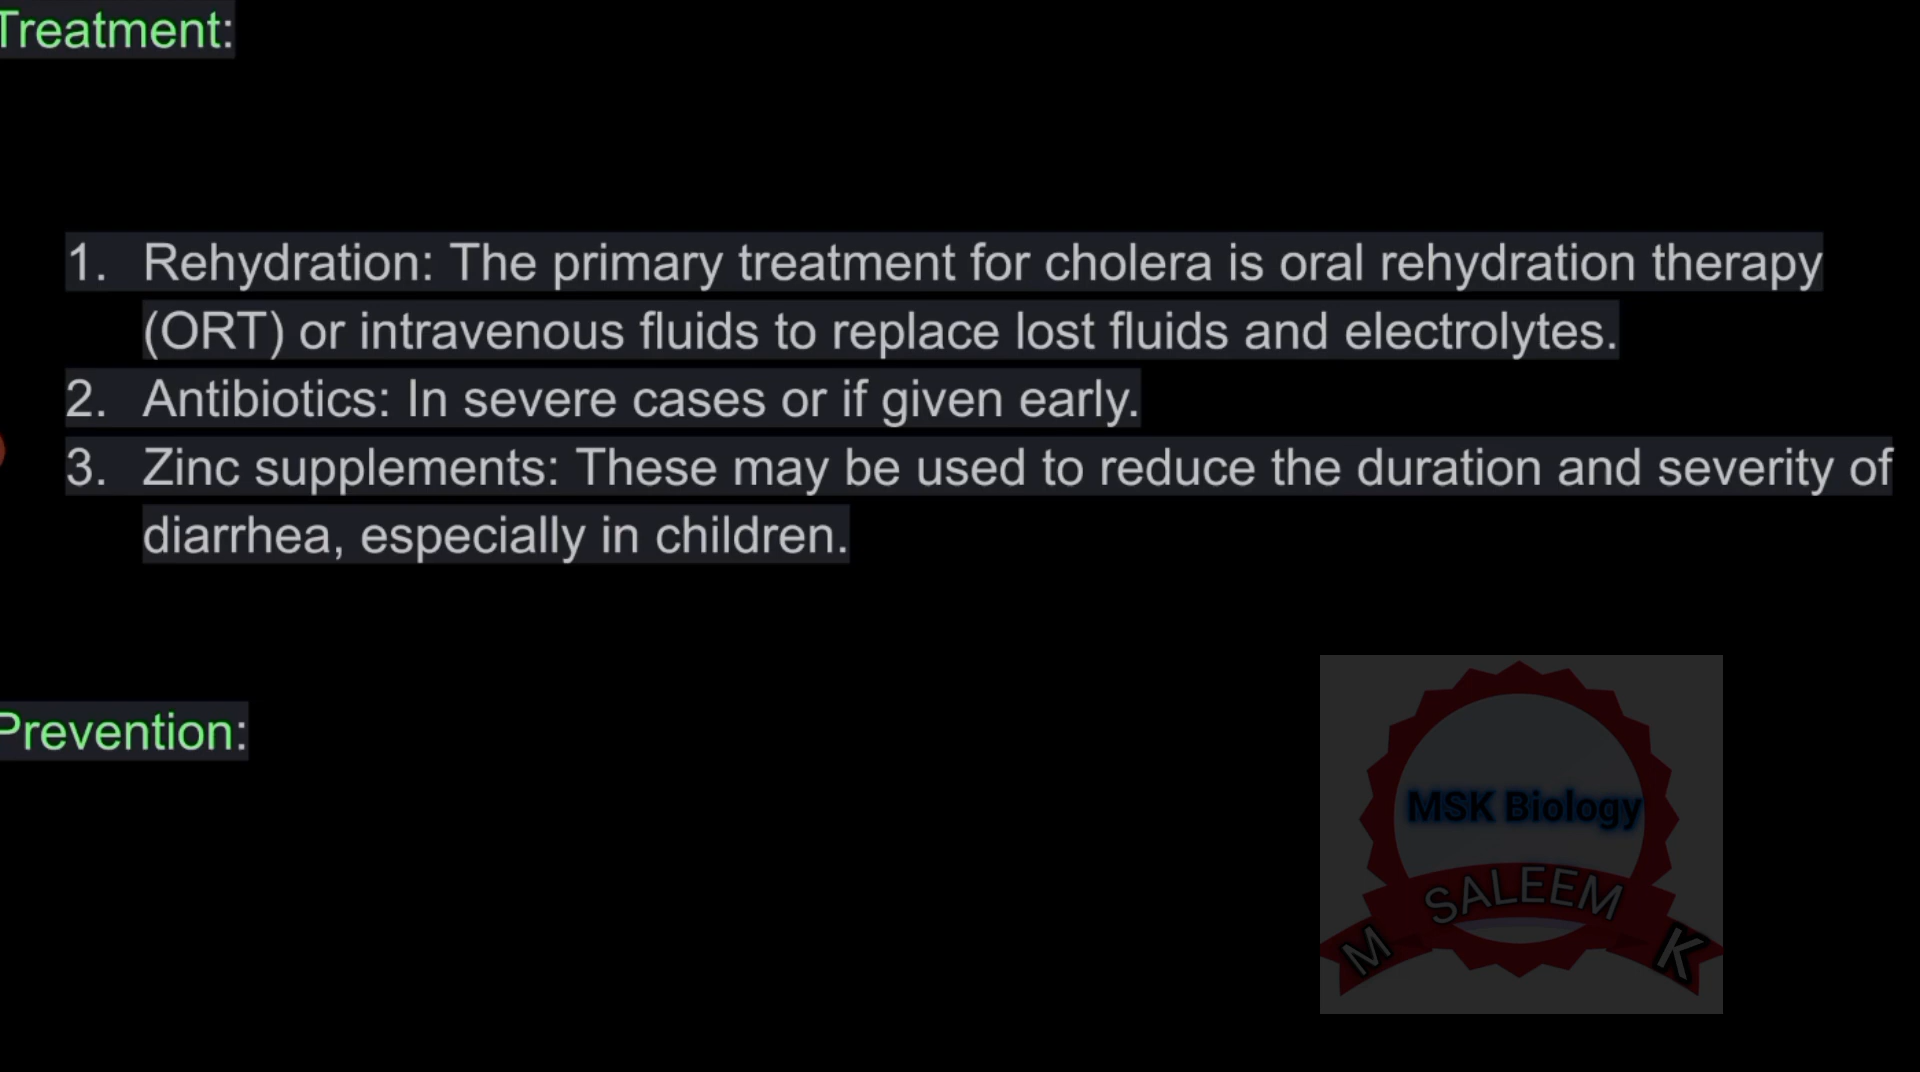 Treatment:
1. Rehydration: The primary treatment for cholera is oral rehydration therapy
(ORT) or intravenous fluids to replace lost fluids and electrolytes.
2. Antibiotics: In severe cases or if given early.
3. Zinc supplements: These may be used to reduce the duration and severity of
diarrhea, especially in children.
Prevention:
MSK Biology
M SALEEM K